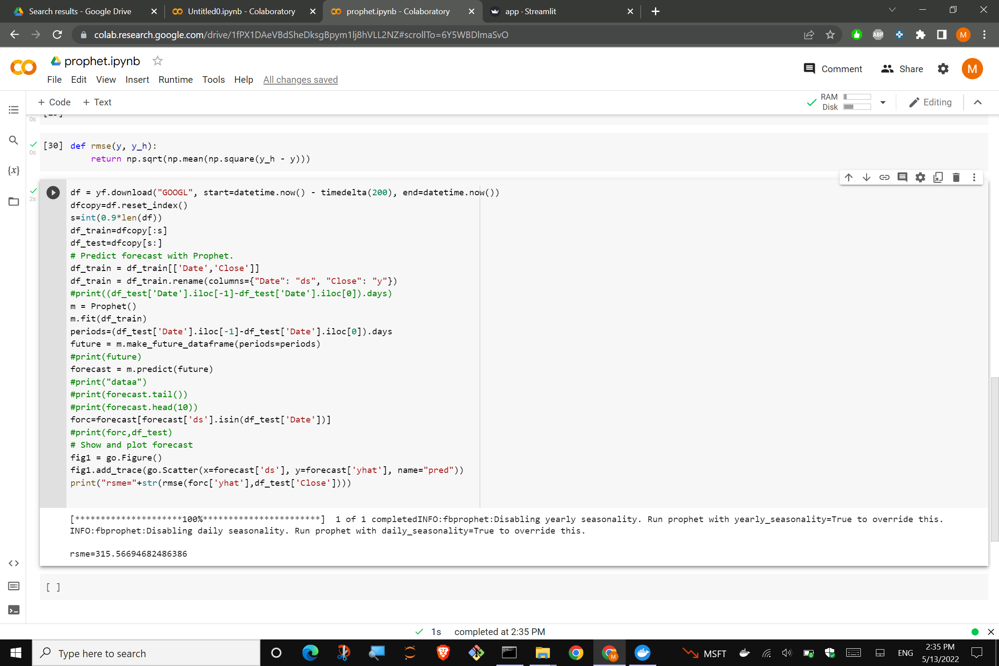 Search results - Google Drive
Untitled0.ipynb - Colaboratory
prophet.ipynb - Colaboratory
app · Streamlit
colab.research.google.com/drive/1fPX1DAeVBdSheDksgBpym1lj8hVLL2NZ#scrollTo=6Y5WBDlmaSvO
ABP
M
prophet.ipynb
Comment
Share
M
File Edit View Insert Runtime Tools Help All changes saved
+ Code + Text
RAM
Disk
Editing
0s
[30] def rmse(y, y_h):
0s
return np.sqrt(np.mean(np.square(y_h - y)))
{x}
df = yf.download("GOOGL", start=datetime.now() - timedelta(200), end=datetime.now())
2s
dfcopy=df.reset_index()
s=int(0.9*len(df))
df_train=dfcopy[:s]
df_test=dfcopy[s:]
# Predict forecast with Prophet.
df_train = df_train[['Date','Close']]
df_train = df_train.rename(columns={"Date": "ds", "Close": "y"})
#print((df_test['Date'].iloc[-1]-df_test['Date'].iloc[0]).days)
m = Prophet()
m.fit(df_train)
periods=(df_test['Date'].iloc[-1]-df_test['Date'].iloc[0]).days
future = m.make_future_dataframe(periods=periods)
#print(future)
forecast = m.predict(future)
#print("dataa")
#print(forecast.tail())
#print(forecast.head(10))
forc=forecast[forecast['ds'].isin(df_test['Date'])]
#print(forc,df_test)
# Show and plot forecast
fig1 = go.Figure()
fig1.add_trace(go.Scatter(x=forecast['ds'], y=forecast['yhat'], name="pred"))
print("rsme="+str(rmse(forc['yhat'],df_test['Close'])))
[*********************100%***********************]  1 of 1 completedINFO:fbprophet:Disabling yearly seasonality. Run prophet with yearly_seasonality=True to override this.
INFO:fbprophet:Disabling daily seasonality. Run prophet with daily_seasonality=True to override this.
rsme=315.56694682486386
[ ]
1s completed at 2:35 PM
Type here to search
M
MSFT
ENG
2:35 PM
5/13/2022